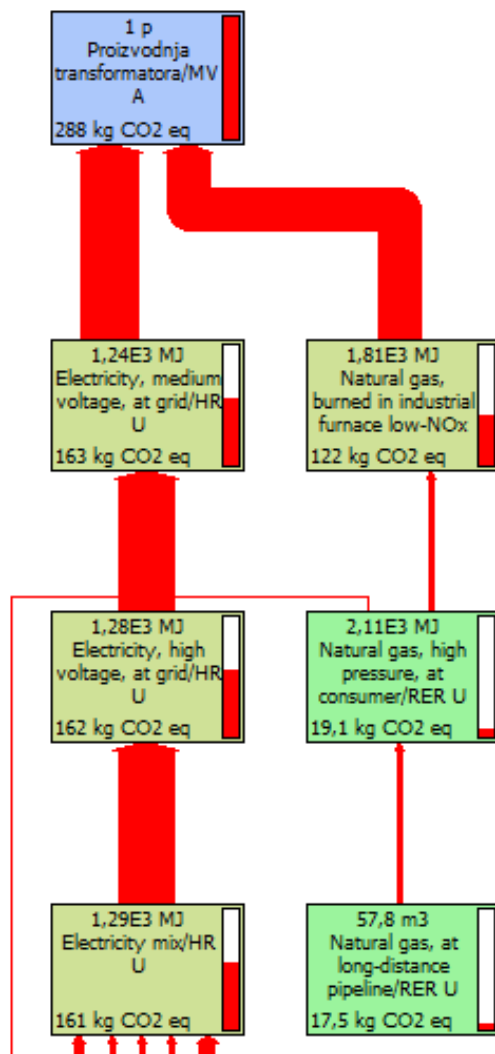 1 p
Proizvodnja
transformatora/MV
A
288 kg CO2 eq
1,24E3 MJ
Electricity, medium
voltage, at grid/HR
U
163 kg CO2 eq
1,81E3 MJ
Natural gas,
burned in industrial
furnace low-NOx
122 kg CO2 eq
1,28E3 MJ
Electricity, high
voltage, at grid/HR
U
162 kg CO2 eq
2,11E3 MJ
Natural gas, high
pressure, at
consumer/RER U
19,1 kg CO2 eq
1,29E3 MJ
Electricity mix/HR
U
161 kg CO2 eq
57,8 m3
Natural gas, at
long-distance
pipeline/RER U
17,5 kg CO2 eq